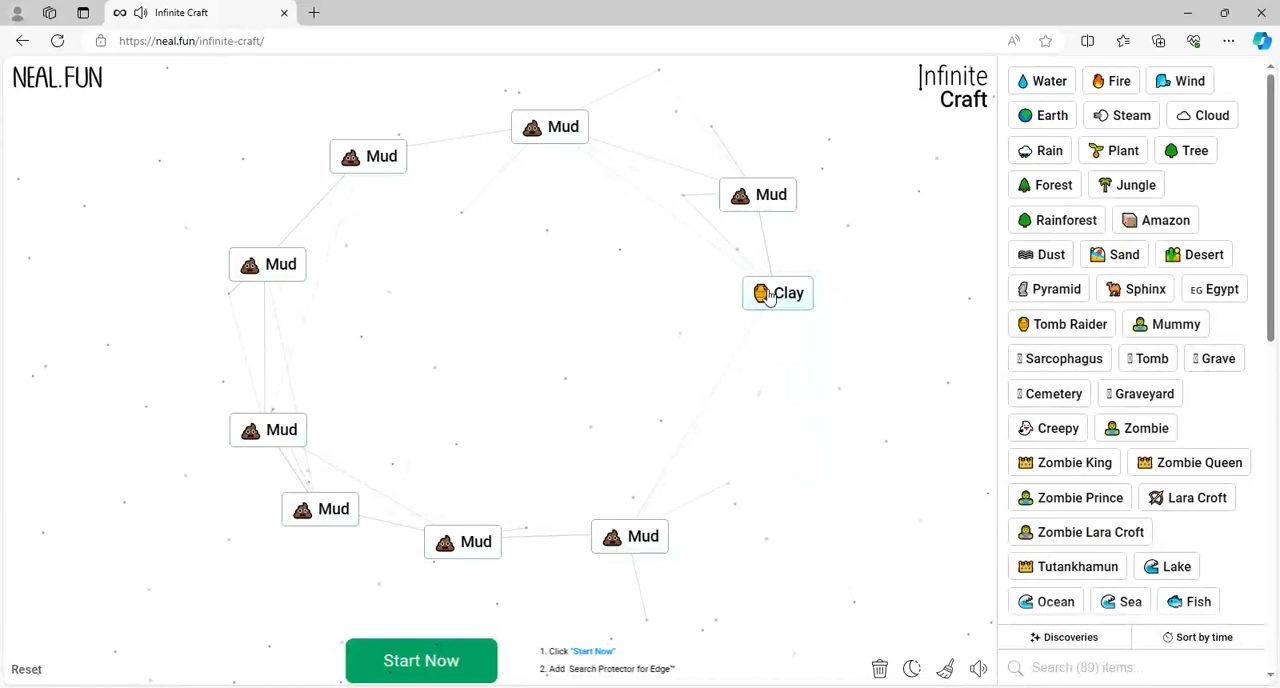 Infinite Craft
https://neal.fun/infinite-craft/
NEAL.FUN
Infinite
Craft
Mud
Mud
Mud
Mud
Clay
Mud
Mud
Mud
Mud
Water Fire Wind
Earth Steam Cloud
Rain Plant Tree
Forest Jungle
Rainforest Amazon
Dust Sand Desert
Pyramid Sphinx EG Egypt
Tomb Raider Mummy
Sarcophagus Tomb Grave
Cemetery Graveyard
Creepy Zombie
Zombie King Zombie Queen
Zombie Prince Lara Croft
Zombie Lara Croft
Tutankhamun Lake
Ocean Sea Fish
Discoveries Sort by time
Search (89) items...
Start Now
1. Click "Start Now"
2. Add Search Protector for Edge™
Reset